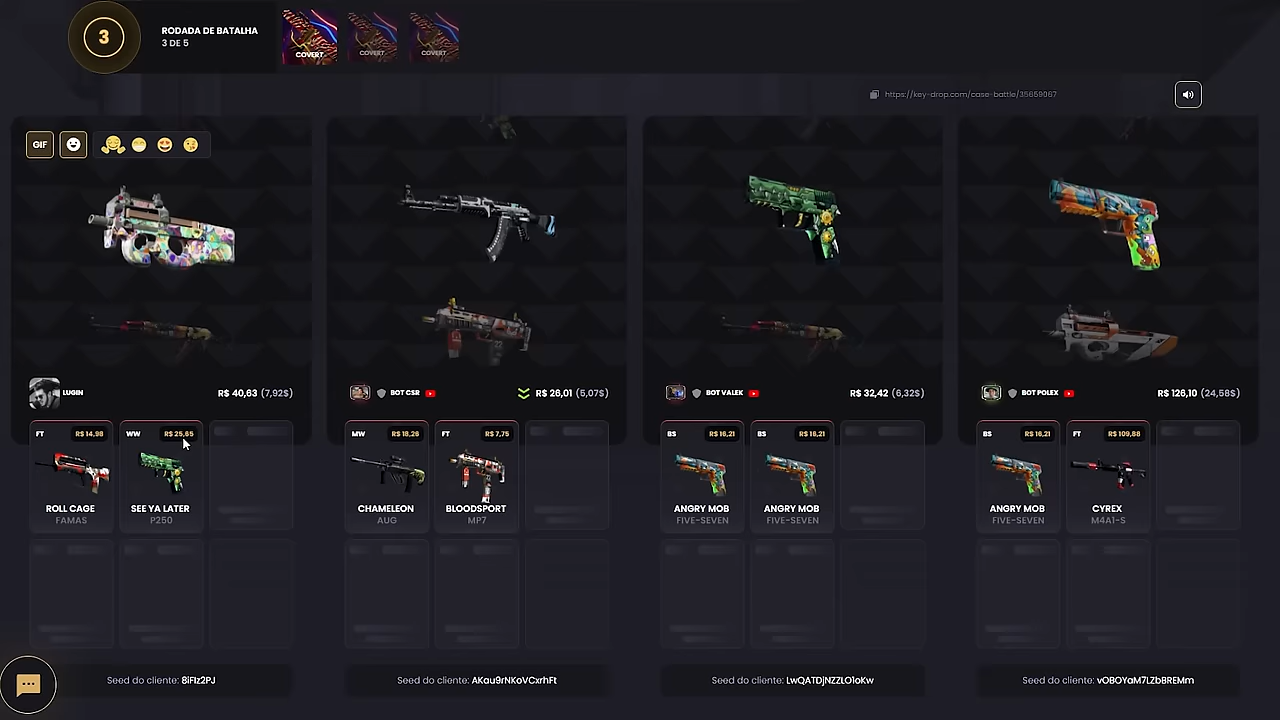 3
RODADA DE BATALHA
3 DE 5
COVERT
COVERT
COVERT
https://key-drop.com/case-battle/35659067
GIF
LUGIN
R$ 40,63 (7,92$)
BOT CSR
R$ 26,01 (5,07$)
BOT VALEK
R$ 32,42 (6,32$)
BOT POLEX
R$ 126,10 (24,58$)
FT R$ 14,98
ROLL CAGE
FAMAS
WW R$ 25,65
SEE YA LATER
P250
MW R$ 18,26
CHAMELEON
AUG
FT R$ 7,75
BLOODSPORT
MP7
BS R$ 16,21
ANGRY MOB
FIVE-SEVEN
BS R$ 16,21
ANGRY MOB
FIVE-SEVEN
BS R$ 16,21
ANGRY MOB
FIVE-SEVEN
FT R$ 109,88
CYREX
M4A1-S
Seed do cliente: 8iFIz2PJ
Seed do cliente: AKau9rNKoVCxrhFt
Seed do cliente: LwQATDjNZZLO1oKw
Seed do cliente: vOBOYaM7LZbBREMm